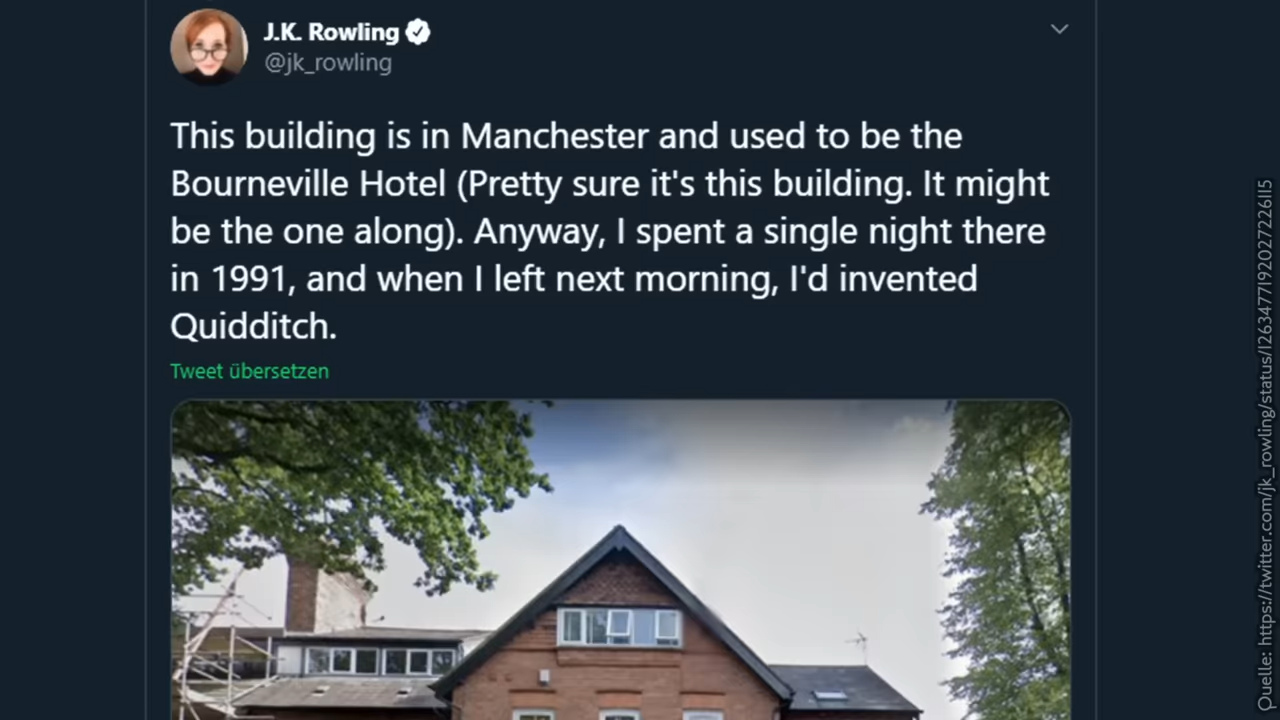 J.K. Rowling
@jk_rowling
This building is in Manchester and used to be the
Bourneville Hotel (Pretty sure it's this building. It might
be the one along). Anyway, I spent a single night there
in 1991, and when I left next morning, I'd invented
Quidditch.
Tweet übersetzen
Quelle: https://twitter.com/jk_rowling/status/1263477192027226115